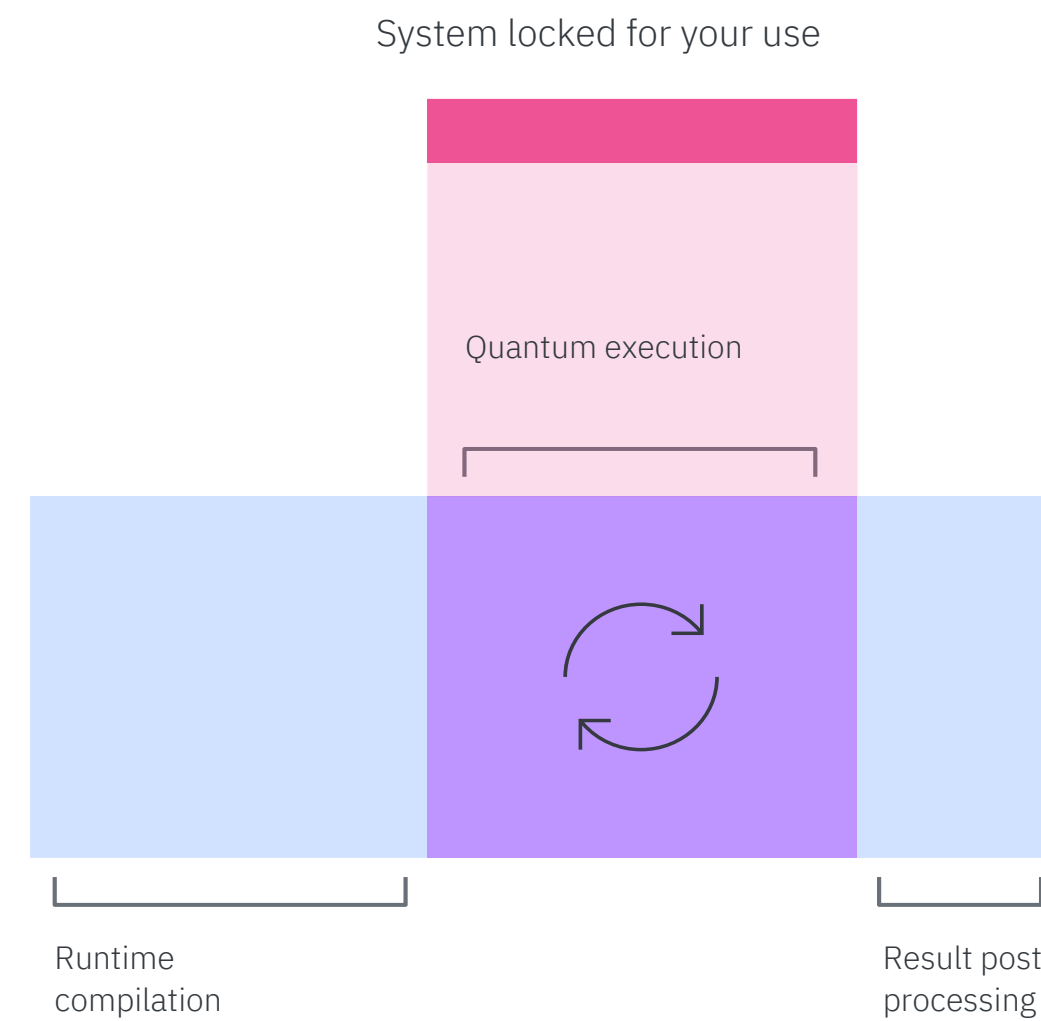 System locked for your use
Quantum execution
Runtime
compilation
Result post
processing